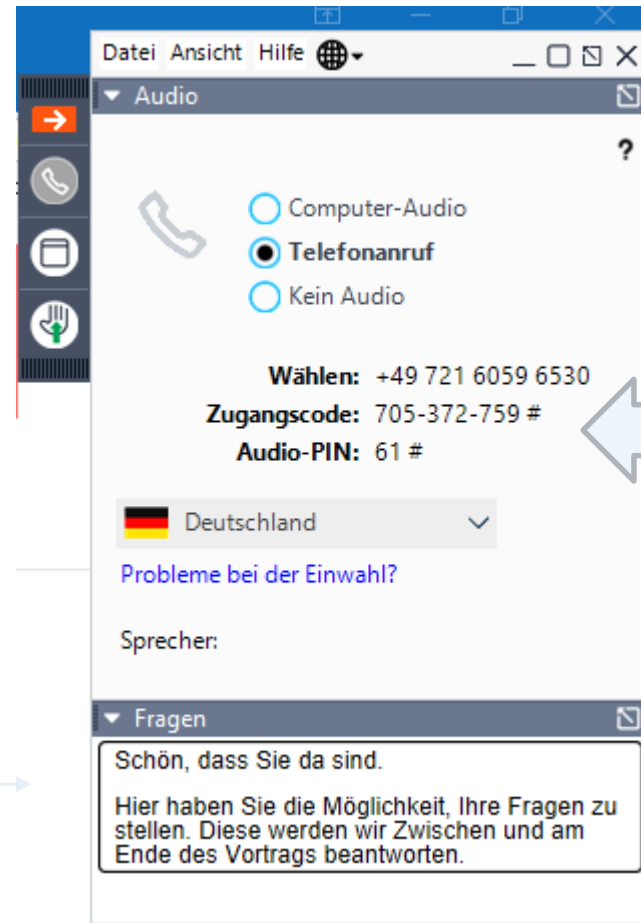 Datei Ansicht Hilfe
Audio
?
Computer-Audio
Telefonanruf
Kein Audio
Wählen: +49 721 6059 6530
Zugangscode: 705-372-759 #
Audio-PIN: 61 #
Deutschland
Probleme bei der Einwahl?
Sprecher:
Fragen
Schön, dass Sie da sind.
Hier haben Sie die Möglichkeit, Ihre Fragen zu
stellen. Diese werden wir Zwischen und am
Ende des Vortrags beantworten.